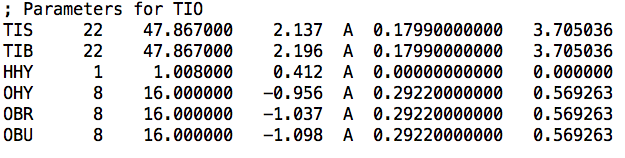 ; Parameters for TIO
TIS 22 47.867000 2.137 A 0.17990000000 3.705036
TIB 22 47.867000 2.196 A 0.17990000000 3.705036
HHY 1 1.008000 0.412 A 0.00000000000 0.000000
OHY 8 16.000000 −0.956 A 0.29220000000 0.569263
OBR 8 16.000000 −1.037 A 0.29220000000 0.569263
OBU 8 16.000000 −1.098 A 0.29220000000 0.569263